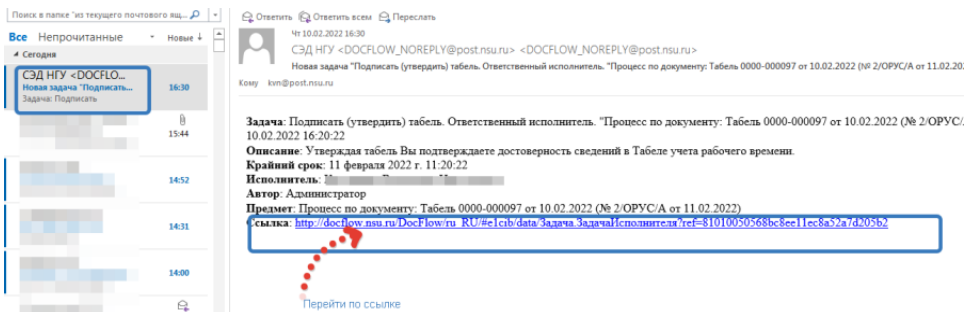 Поиск в папке "из текущего почтового ящ...
Все Непрочитанные Новые ↓
Сегодня
СЭД НГУ <DOCFLO...
Новая задача "Подписать... 16:30
Задача: Подписать
15:44
14:52
14:31
14:00
Ответить Ответить всем Переслать
Чт 10.02.2022 16:30
СЭД НГУ <DOCFLOW_NOREPLY@post.nsu.ru> <DOCFLOW_NOREPLY@post.nsu.ru>
Новая задача "Подписать (утвердить) табель. Ответственный исполнитель. "Процесс по документу: Табель 0000-000097 от 10.02.2022 (№ 2/ОРУС/А от 11.02.202
Кому kvn@post.nsu.ru
Задача: Подписать (утвердить) табель. Ответственный исполнитель. "Процесс по документу: Табель 0000-000097 от 10.02.2022 (№ 2/ОРУС/
10.02.2022 16:20:22
Описание: Утверждая табель Вы подтверждаете достоверность сведений в Табеле учета рабочего времени.
Крайний срок: 11 февраля 2022 г. 11:20:22
Исполнитель:
Автор: Администратор
Предмет: Процесс по документу: Табель 0000-000097 от 10.02.2022 (№ 2/ОРУС/А от 11.02.2022)
Ссылка: http://docflow.nsu.ru/DocFlow/ru_RU/#e1cib/data/Задача.ЗадачаИсполнителя?ref=81010050568bc8ee11ec8a52a7d205b2
Перейти по ссылке